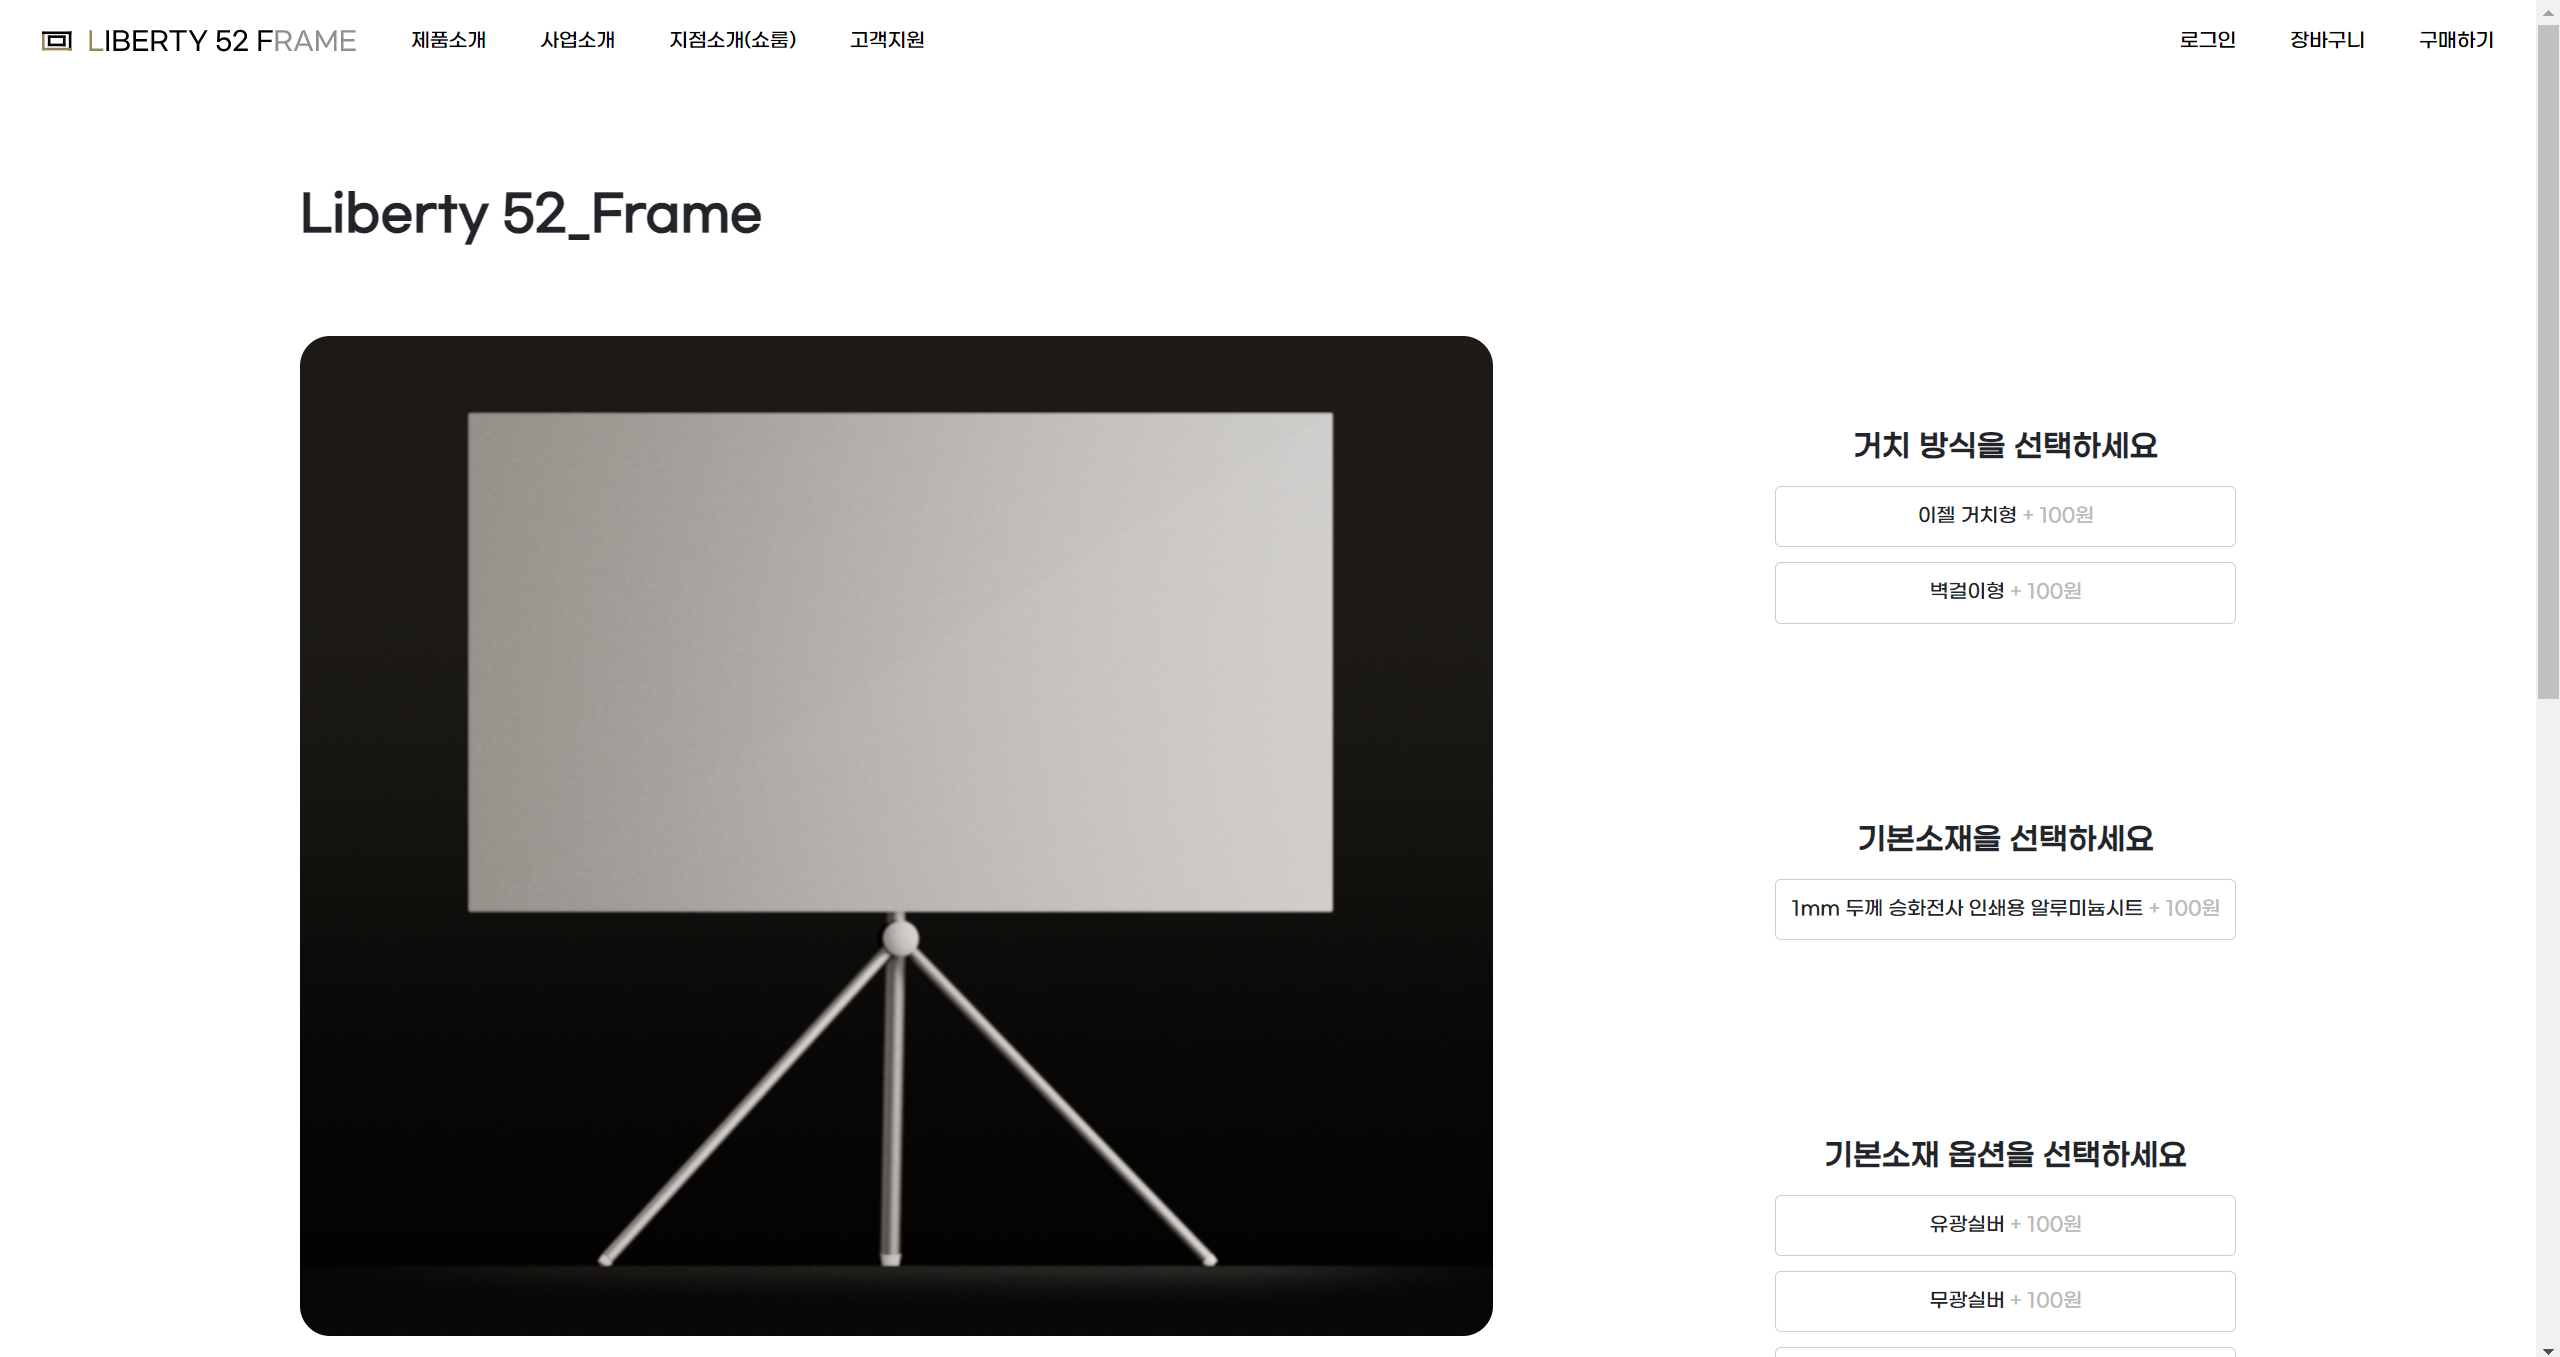 LIBERTY 52 FRAME
제품소개
사업소개
지점소개(쇼룸)
고객지원
로그인
장바구니
구매하기
Liberty 52_Frame
거치 방식을 선택하세요
이젤 거치형 + 100원
벽걸이형 + 100원
기본소재을 선택하세요
1mm 두께 승화전사 인쇄용 알루미늄시트 + 100원
기본소재 옵션을 선택하세요
유광실버 + 100원
무광실버 + 100원